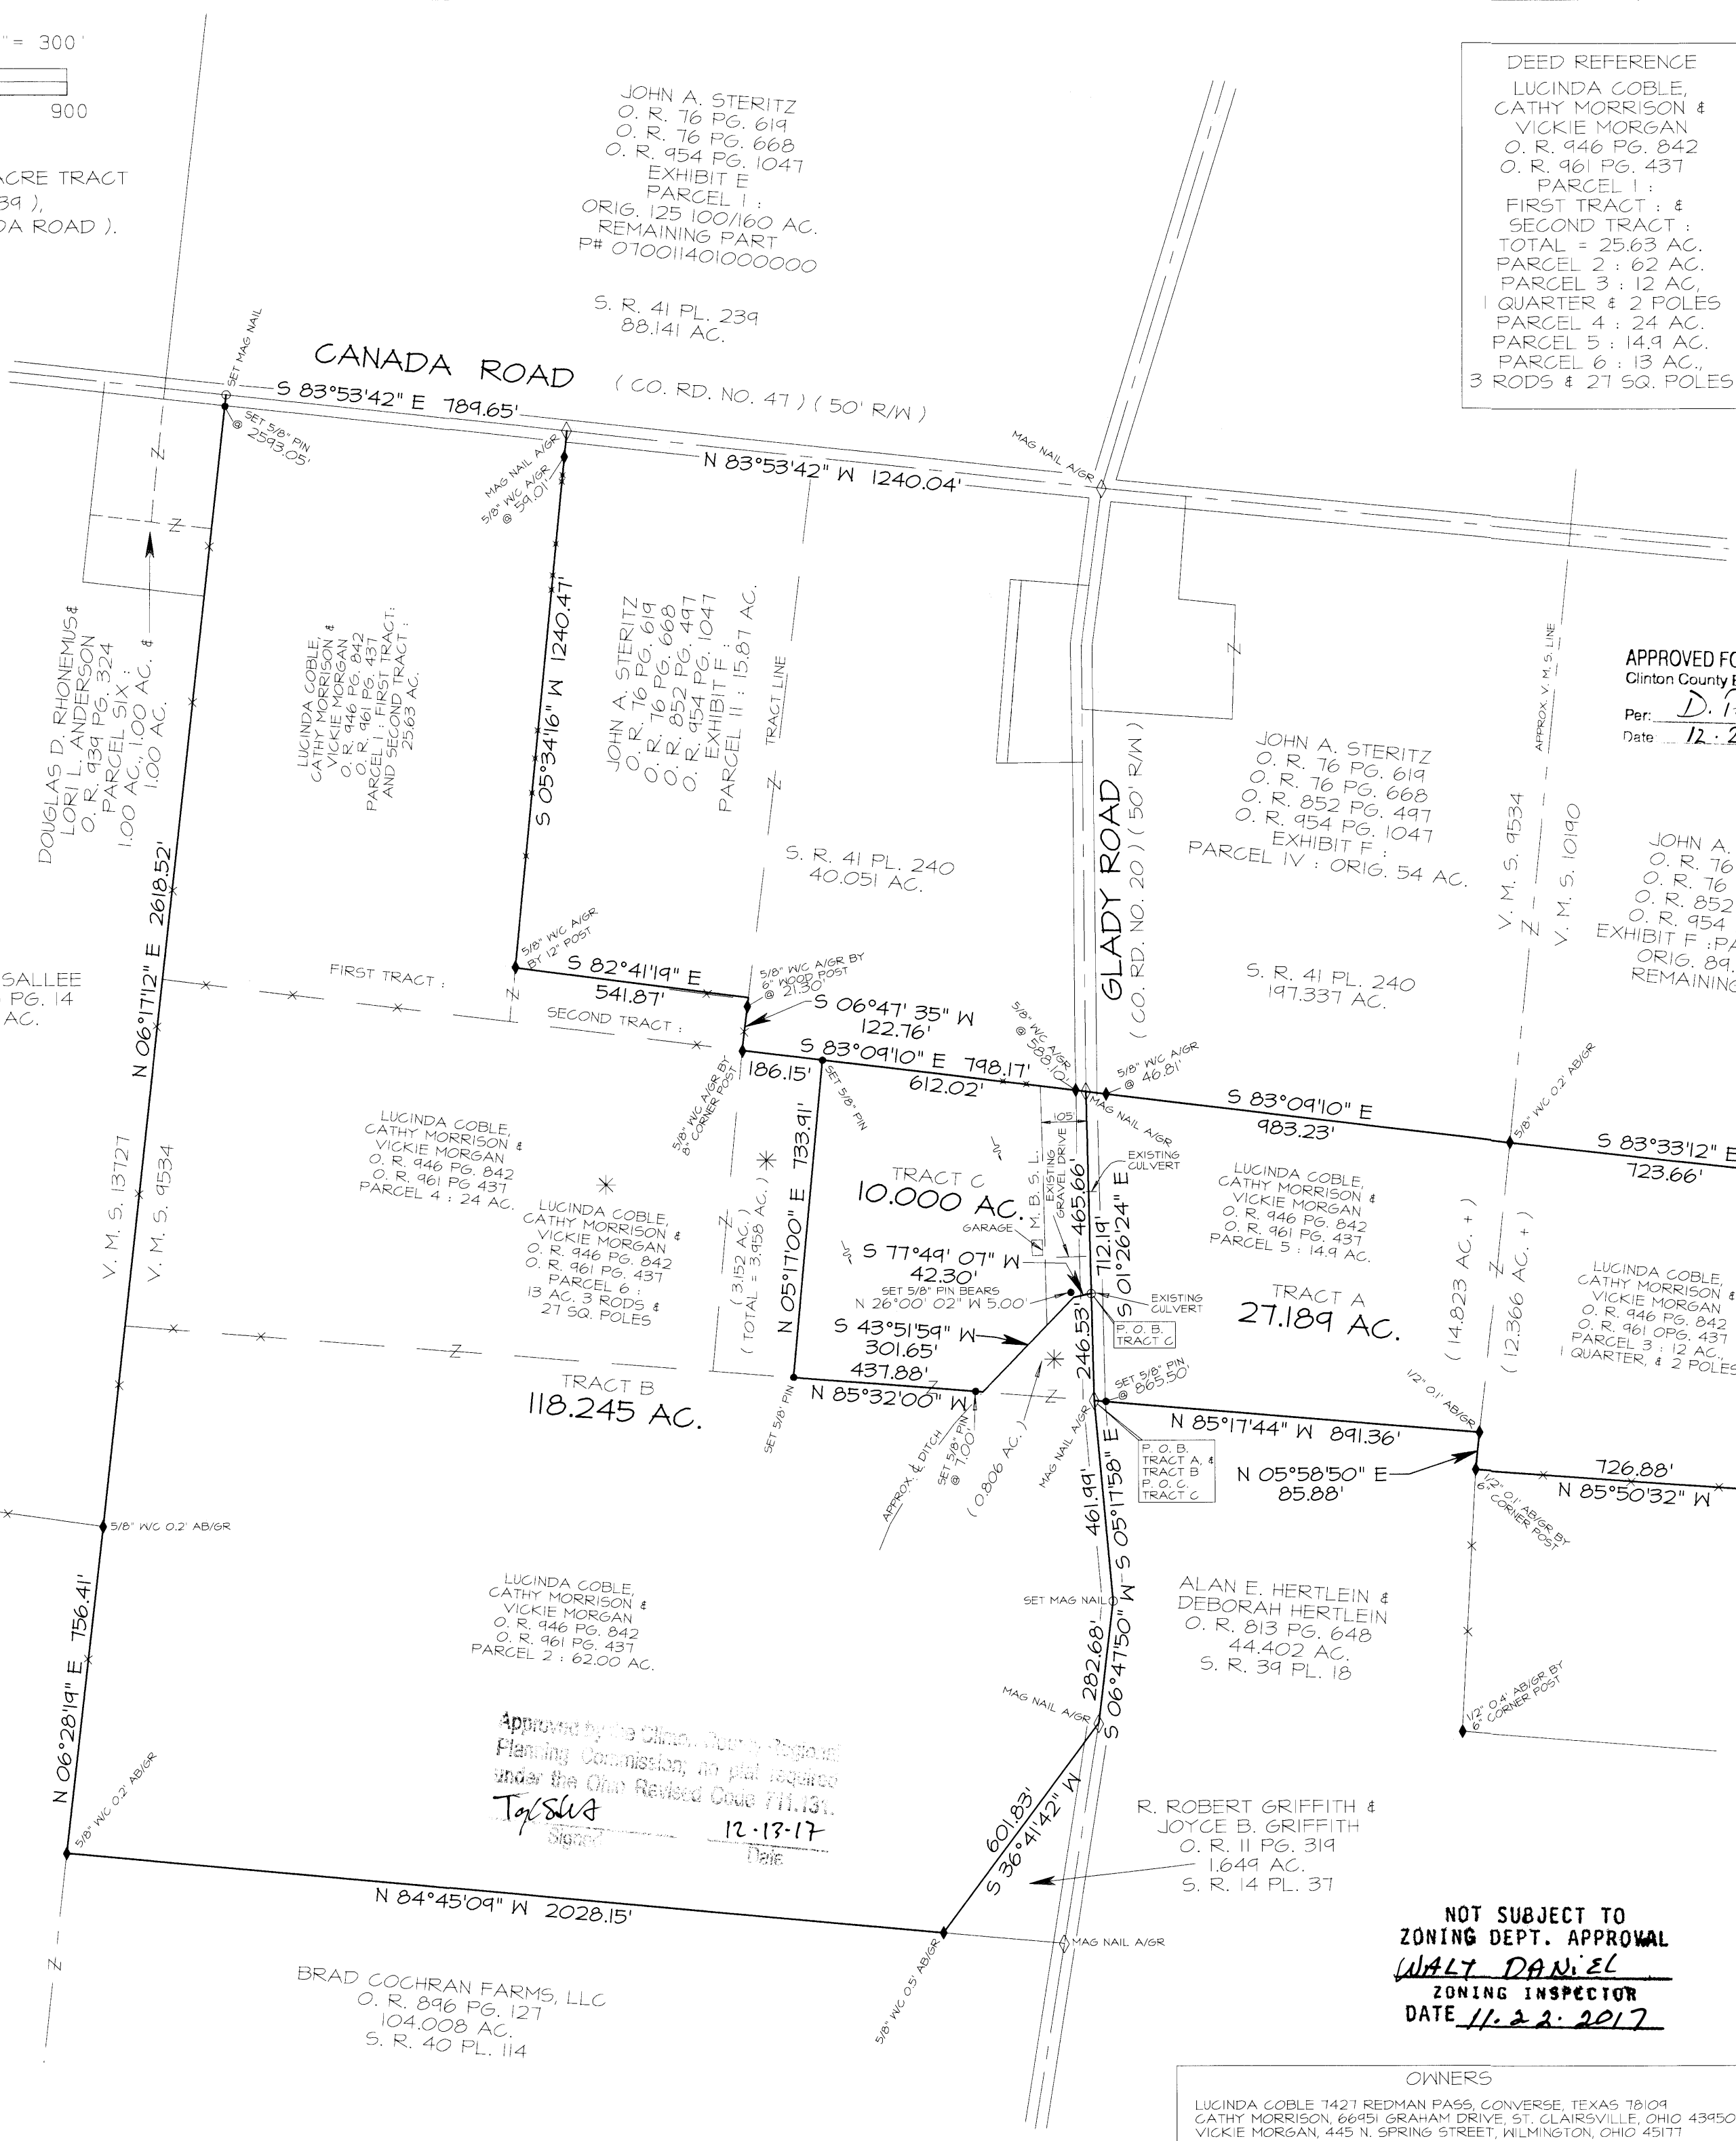 "= 300'
900
ACRE TRACT
39 ),
DA ROAD ).
JOHN A. STERITZ
O. R. 76 PG. 619
O. R. 76 PG. 668
O. R. 954 PG. 1047
EXHIBIT E
PARCEL I :
ORIG. 125 100/160 AC.
REMAINING PART
P# 070011401000000
S. R. 41 PL. 239
88.141 AC.
DEED REFERENCE
LUCINDA COBLE,
CATHY MORRISON &
VICKIE MORGAN
O. R. 946 PG. 842
O. R. 961 PG. 437
PARCEL 1 :
FIRST TRACT : &
SECOND TRACT :
TOTAL = 25.63 AC.
PARCEL 2 : 62 AC.
PARCEL 3 : 12 AC,
1 QUARTER & 2 POLES
PARCEL 4 : 24 AC.
PARCEL 5 : 14.9 AC.
PARCEL 6 : 13 AC.,
3 RODS & 27 SQ. POLES
CANADA ROAD ( CO. RD. NO. 47 ) ( 50' R/W )
SET MAG NAIL
S 83°53'42" E 789.65'
SET 5/8" PIN
@ 2593.05'
MAG NAIL A/GR
5/8" W/C A/GR
@ 59.01'
N 83°53'42" W 1240.04'
MAG NAIL A/GR
Z
Z
DOUGLAS D. RHONEMUS &
LORI L. ANDERSON
O. R. 939 PG. 324
PARCEL SIX :
1.00 AC., 1.00 AC. &
1.00 AC.
LUCINDA COBLE,
CATHY MORRISON &
VICKIE MORGAN
O. R. 946 PG. 842
O. R. 961 PG. 437
PARCEL 1 : FIRST TRACT:
AND SECOND TRACT :
25.63 AC.
S 05°34'16" W 1240.47'
JOHN A. STERITZ
O. R. 76 PG. 619
O. R. 76 PG. 668
O. R. 852 PG. 497
O. R. 954 PG. 1047
EXHIBIT F :
PARCEL II : 15.87 AC.
Z TRACT LINE
S. R. 41 PL. 240
40.051 AC.
GLADY ROAD
( CO. RD. NO. 20 ) ( 50' R/W )
Z
JOHN A. STERITZ
O. R. 76 PG. 619
O. R. 76 PG. 668
O. R. 852 PG. 497
O. R. 954 PG. 1047
EXHIBIT F :
PARCEL IV : ORIG. 54 AC.
S. R. 41 PL. 240
197.337 AC.
APPROX. V. M. S. LINE
V. M. S. 9534
Z
V. M. S. 10190
APPROVED FO
Clinton County E
Per:
Date 12 . 2
JOHN A.
O. R. 76
O. R. 76
O. R. 852
O. R. 954
EXHIBIT F :PA
ORIG. 89.
REMAINING
SALLEE
PG. 14
AC.
N 06°17'12" E 2618.52'
FIRST TRACT :
SECOND TRACT :
5/8" W/C A/GR
BY 12" POST
Z
S 82°41'19" E
541.87'
5/8" W/C A/GR BY
6" WOOD POST
@ 21.30'
S 06°47' 35" W
122.76'
S 83°09'10" E 798.17'
186.15'
612.02'
5/8" W/C A/GR
@ 588.10'
5/8" W/C A/GR
@ 46.81'
MAG NAIL A/GR
S 83°09'10" E
983.23'
5/8" W/C 0.2' AB/GR
S 83°33'12" E
723.66'
5/8" W/C A/GR BY
8" CORNER POST
SET 5/8" PIN
V. M. S. 13727
V. M. S. 9534
LUCINDA COBLE,
CATHY MORRISON &
VICKIE MORGAN
O. R. 946 PG. 842
O. R. 961 PG 437
PARCEL 4 : 24 AC.
LUCINDA COBLE,
CATHY MORRISON &
VICKIE MORGAN
O. R. 946 PG. 842
O. R. 961 PG. 437
PARCEL 6 :
13 AC. 3 RODS &
27 SQ. POLES
Z
( 3.152 AC. )
( TOTAL = 3.958 AC. )
N 05°17'00" E 733.91'
TRACT C
10.000 AC.
GARAGE
M. B. S. L.
105
EXISTING
GRAVEL DRIVE
465.66'
EXISTING
CULVERT
712.19'
S 01°26'24" E
S 77°49' 07" W
42.30'
SET 5/8" PIN BEARS
N 26°00' 02" W 5.00'
S 43°51'59" W
301.65'
437.88'
N 85°32'00" W
Z
246.53'
EXISTING
CULVERT
P. O. B.
TRACT C
LUCINDA COBLE,
CATHY MORRISON &
VICKIE MORGAN
O. R. 946 PG. 842
O. R. 961 PG. 437
PARCEL 5 : 14.9 AC.
TRACT A
27.189 AC.
( 14.823 AC. + )
Z
( 12.366 AC. + )
LUCINDA COBLE,
CATHY MORRISON &
VICKIE MORGAN
O. R. 946 PG. 842
O. R. 961 OPG. 437
PARCEL 3 : 12 AC.,
1 QUARTER, & 2 POLES
Z
TRACT B
118.245 AC.
SET 5/8" PIN
SET 5/8" PIN
@ 7.00'
APPROX. ℄ DITCH
( 0.806 AC. )
Z
MAG NAIL A/GR
SET 5/8" PIN
@ 865.50'
N 85°17'44" W 891.36'
1/2" 0.1' AB/GR
P. O. B.
TRACT A, &
TRACT B
P. O. C.
TRACT C
N 05°58'50" E
85.88'
726.88'
N 85°50'32" W
1/2" 0.1' AB/GR BY
6" CORNER POST
5/8" W/C 0.2' AB/GR
461.99'
S 05°17'58" E
SET MAG NAIL
ALAN E. HERTLEIN &
DEBORAH HERTLEIN
O. R. 813 PG. 648
44.402 AC.
S. R. 39 PL. 18
1/2" 0.4' AB/GR BY
6" CORNER POST
LUCINDA COBLE,
CATHY MORRISON &
VICKIE MORGAN
O. R. 946 PG. 842
O. R. 961 PG. 437
PARCEL 2 : 62.00 AC.
N 06°28'19" E 756.41'
282.68'
S 06°47'50" W
MAG NAIL A/GR
Approved by the Clinton County Regional
Planning Commission; no plat required
under the Ohio Revised Code 711.131.
12-13-17
Signed
Date
5/8" W/C 0.2' AB/GR
601.83'
S 36°41'42" W
R. ROBERT GRIFFITH &
JOYCE B. GRIFFITH
O. R. 11 PG. 319
1.649 AC.
S. R. 14 PL. 37
N 84°45'09" W 2028.15'
MAG NAIL A/GR
5/8" W/C 0.5' AB/GR
Z
BRAD COCHRAN FARMS, LLC
O. R. 896 PG. 127
104.008 AC.
S. R. 40 PL. 114
NOT SUBJECT TO
ZONING DEPT. APPROVAL
WALT DANiEL
ZONING INSPECTOR
DATE 11.22.2017
OWNERS
LUCINDA COBLE 7427 REDMAN PASS, CONVERSE, TEXAS 78109
CATHY MORRISON, 66951 GRAHAM DRIVE, ST. CLAIRSVILLE, OHIO 43950
VICKIE MORGAN, 445 N. SPRING STREET, WILMINGTON, OHIO 45177